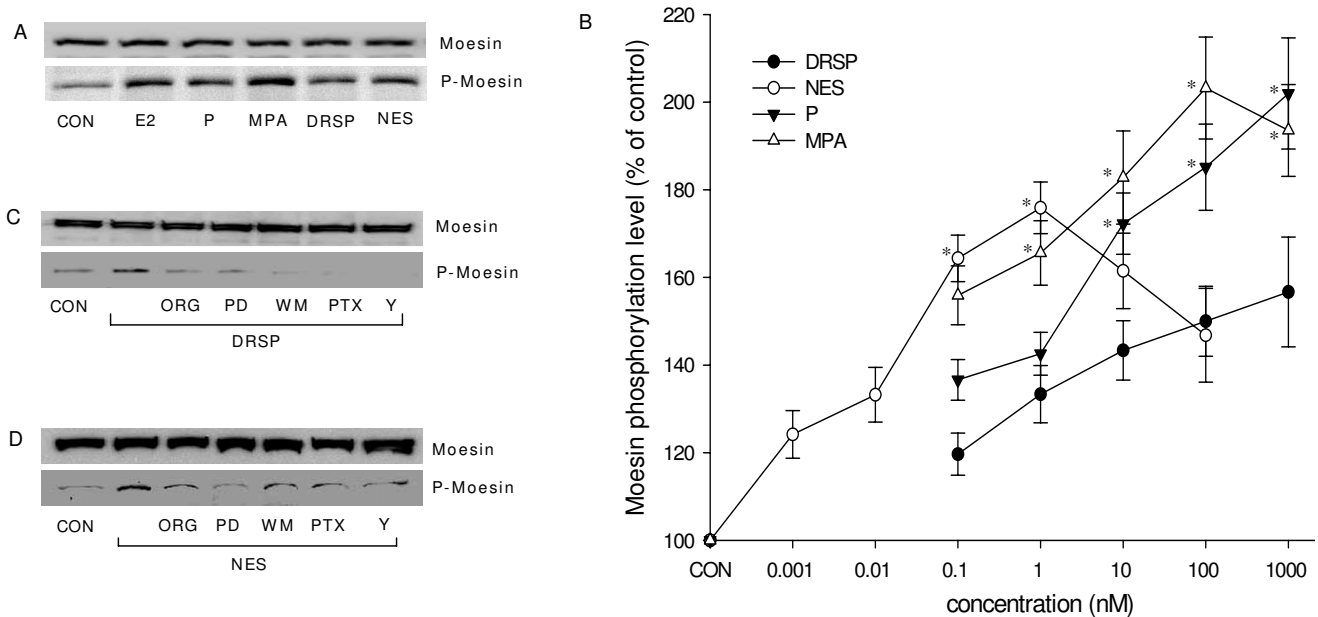 A
Moesin
P-Moesin
CON E2 P MPA DRSP NES
B
Moesin phosphorylation level (% of control)
220
200
180
160
140
120
100
DRSP
NES
P
MPA
*
*
*
*
*
*
*
*
*
*
CON 0.001 0.01 0.1 1 10 100 1000
concentration (nM)
C
Moesin
P-Moesin
CON ORG PD WM PTX Y
DRSP
D
Moesin
P-Moesin
CON ORG PD WM PTX Y
NES